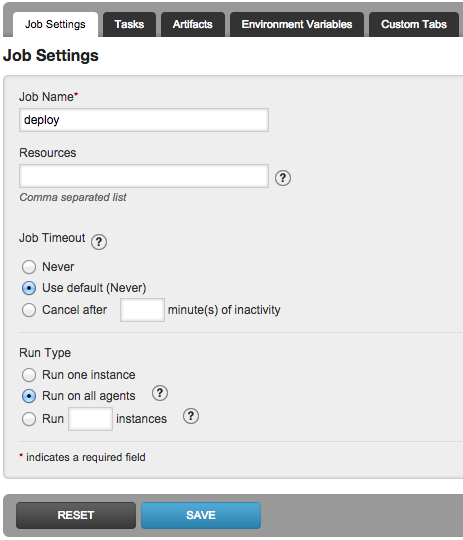 Job Settings Tasks Artifacts Environment Variables Custom Tabs
Job Settings
Job Name*
deploy
Resources
?
Comma separated list
Job Timeout ?
Never
Use default (Never)
Cancel after minute(s) of inactivity
Run Type
Run one instance
Run on all agents ?
Run instances ?
* indicates a required field
RESET SAVE